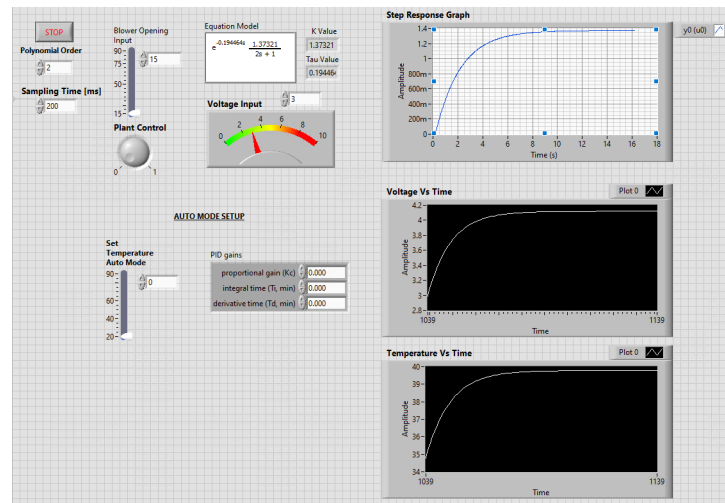 STOP
Polynomial Order
2
Sampling Time [ms]
200
Blower Opening
Input
90-
75-
60-
45-
30-
15-
15
Plant Control
0 1
Equation Model
e^-0.194464s 1.37321
2s + 1
K Value
1.37321
Tau Value
0.19446
Voltage Input
3
0 2 4 6 8 10
AUTO MODE SETUP
Set
Temperature
Auto Mode
90-
80-
60-
40-
20-
0
PID gains
proportional gain (Kc) 0.000
integral time (Ti, min) 0.000
derivative time (Td, min) 0.000
Step Response Graph
y0 (u0)
Amplitude
1.4-
1.2-
1-
800m-
600m-
400m-
200m-
0-
0 2 4 6 8 10 12 14 16 18
Time (s)
Voltage Vs Time
Plot 0
Amplitude
4.2-
4-
3.8-
3.6-
3.4-
3.2-
3-
2.8-
1039 1139
Time
Temperature Vs Time
Plot 0
Amplitude
40-
39-
38-
37-
36-
35-
34-
1039 1139
Time